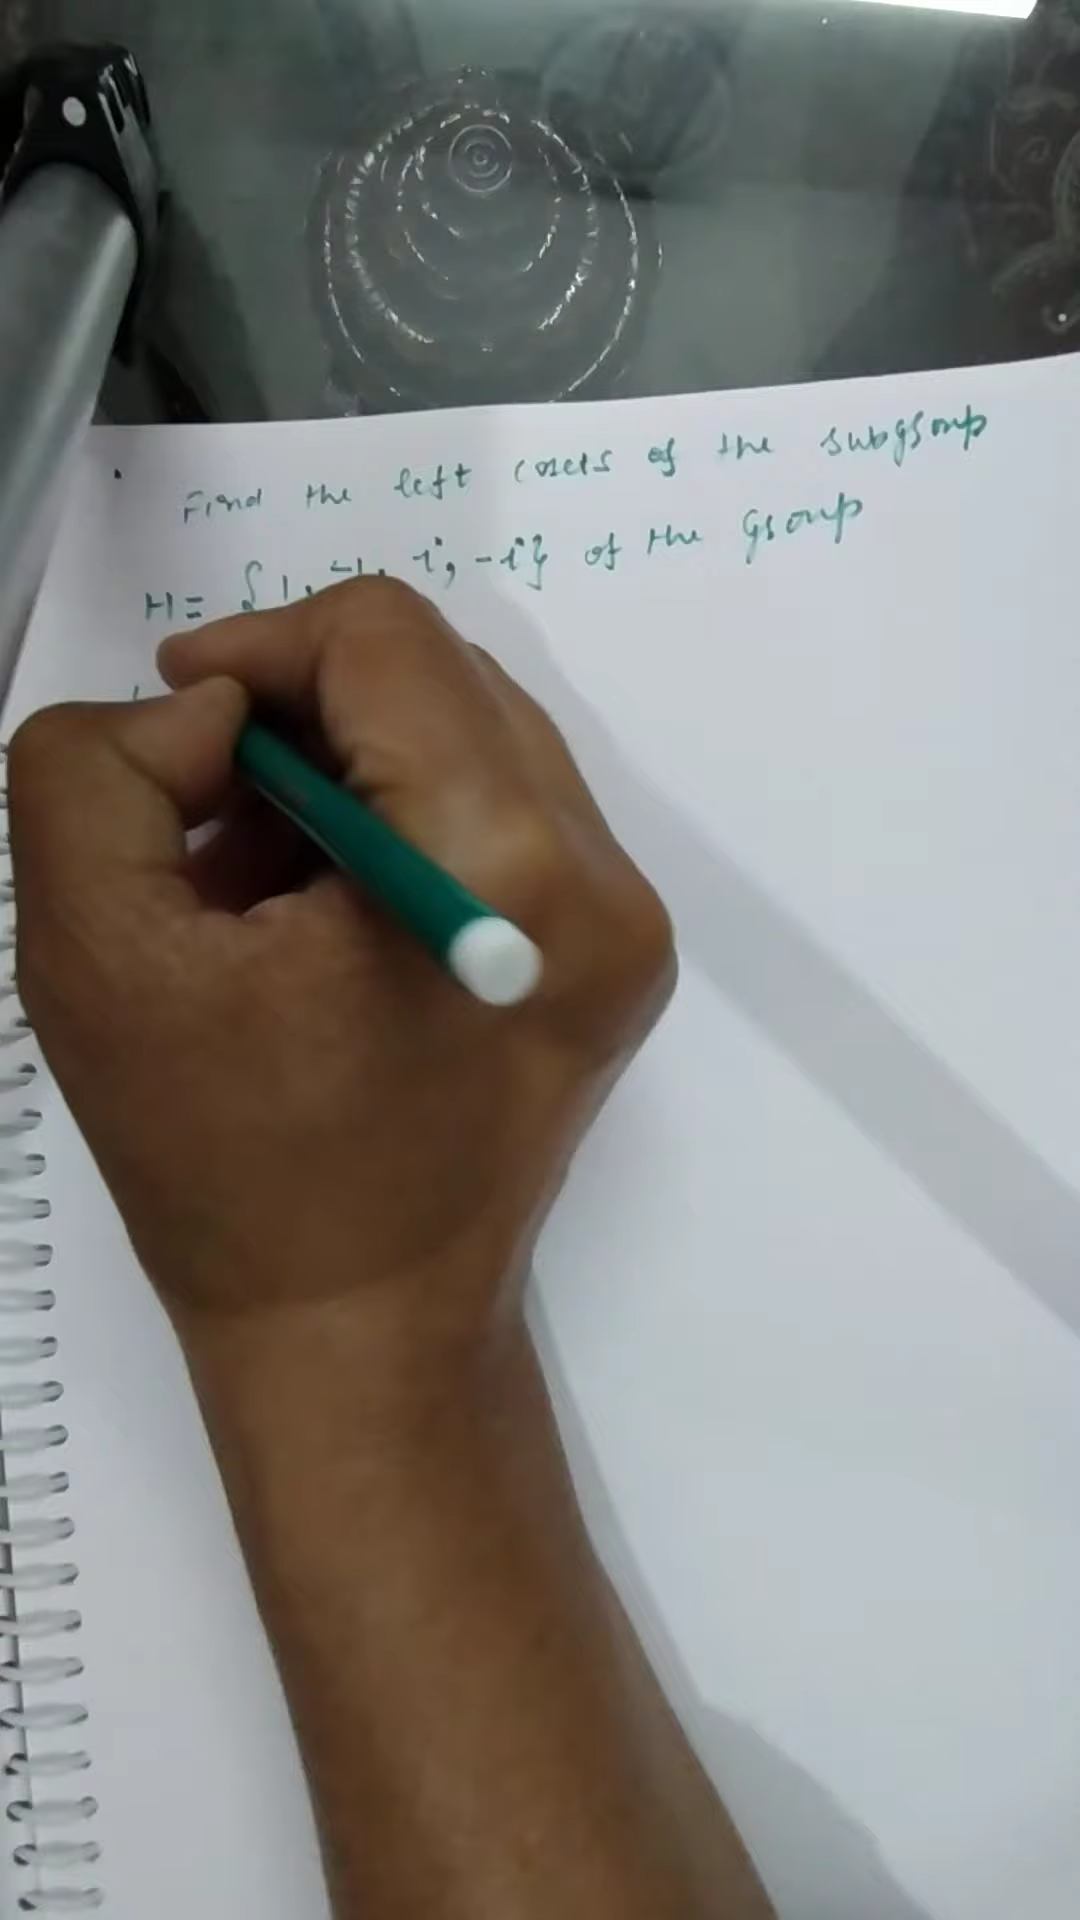 Find the left cosets of the subgroup
H = {1, -1, i, -i} of the group